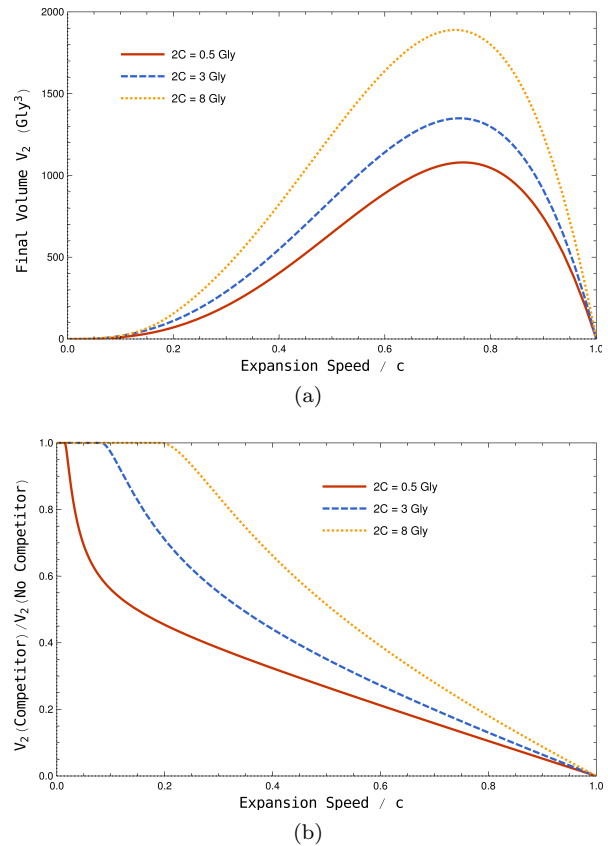 2000
1500
1000
500
0
Final Volume V₂ (Gly³)
2C = 0.5 Gly
2C = 3 Gly
2C = 8 Gly
0.0 0.2 0.4 0.6 0.8 1.0
Expansion Speed / c
(a)
1.0
0.8
0.6
0.4
0.2
0.0
V₂(Competitor)/V₂(No Competitor)
2C = 0.5 Gly
2C = 3 Gly
2C = 8 Gly
0.0 0.2 0.4 0.6 0.8 1.0
Expansion Speed / c
(b)